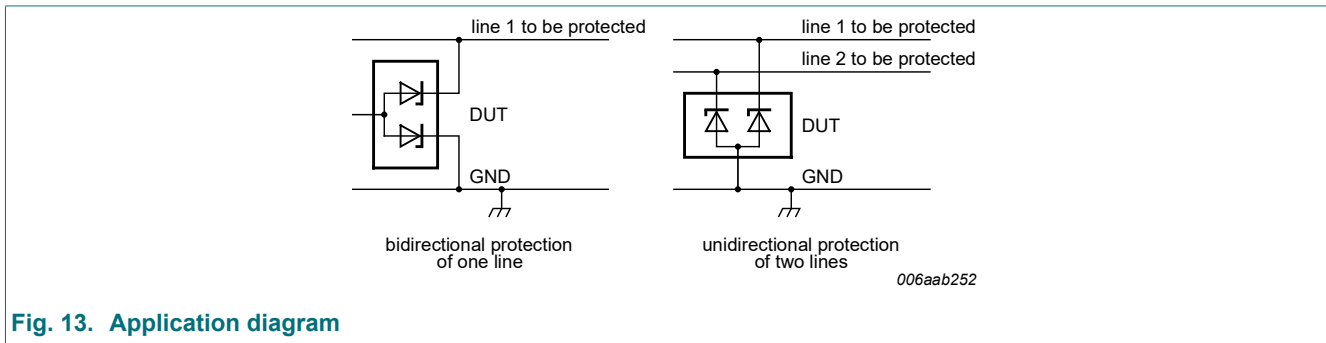 line 1 to be protected
DUT
GND
bidirectional protection
of one line
line 1 to be protected
line 2 to be protected
DUT
GND
unidirectional protection
of two lines
006aab252
Fig. 13. Application diagram